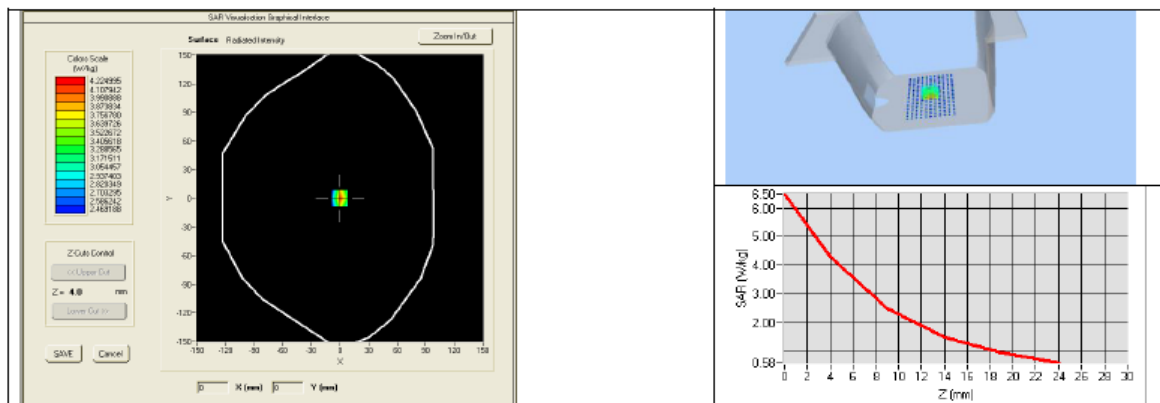 SAR Visualisation Graphical Interface
Surface Radiated Intensity
Zoom In/Out
Colors Scale
(W/kg)
4.224995
4.107942
3.990888
3.873834
3.756780
3.639726
3.522672
3.405618
3.288565
3.171511
3.054457
2.937403
2.820349
2.703295
2.586242
2.469188
Z-Cuts Control
<< Upper Cut
Z = 4.0 mm
Lower Cut >>
SAVE Cancel
150
120
90
60
30
0
-30
-60
-90
-120
-150
Y
-150 -120 -90 -60 -30 0 30 60 90 120 150
X
0 X (mm) 0 Y (mm)
6.50
6.00
5.00
4.00
3.00
2.00
0.58
SAR (W/kg)
0 2 4 6 8 10 12 14 16 18 20 22 24 26 28 30
Z (mm)